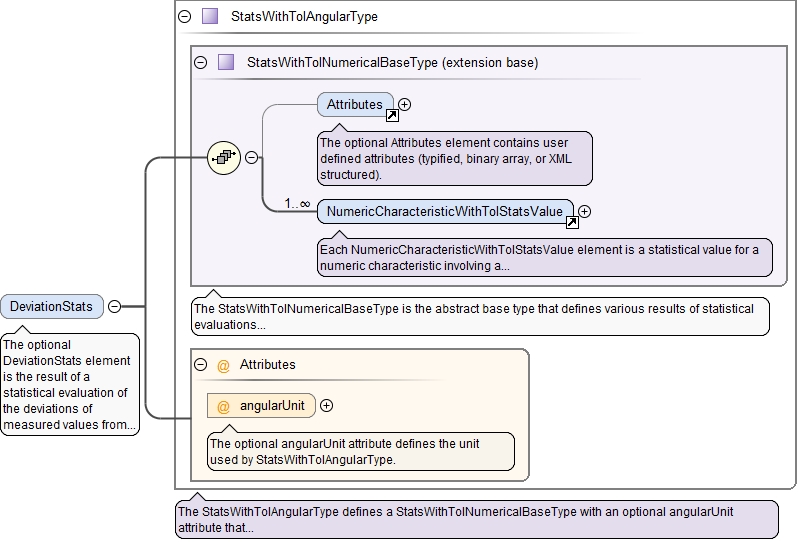 StatsWithTolAngularType
StatsWithTolNumericalBaseType (extension base)
Attributes
The optional Attributes element contains user
defined attributes (typified, binary array, or XML
structured).
1..∞
NumericCharacteristicWithTolStatsValue
Each NumericCharacteristicWithTolStatsValue element is a statistical value for a
numeric characteristic involving a...
The StatsWithTolNumericalBaseType is the abstract base type that defines various results of statistical
evaluations...
DeviationStats
The optional
DeviationStats element
is the result of a
statistical evaluation of
the deviations of
measured values from...
@ Attributes
@ angularUnit
The optional angularUnit attribute defines the unit
used by StatsWithTolAngularType.
The StatsWithTolAngularType defines a StatsWithTolNumericalBaseType with an optional angularUnit
attribute that...